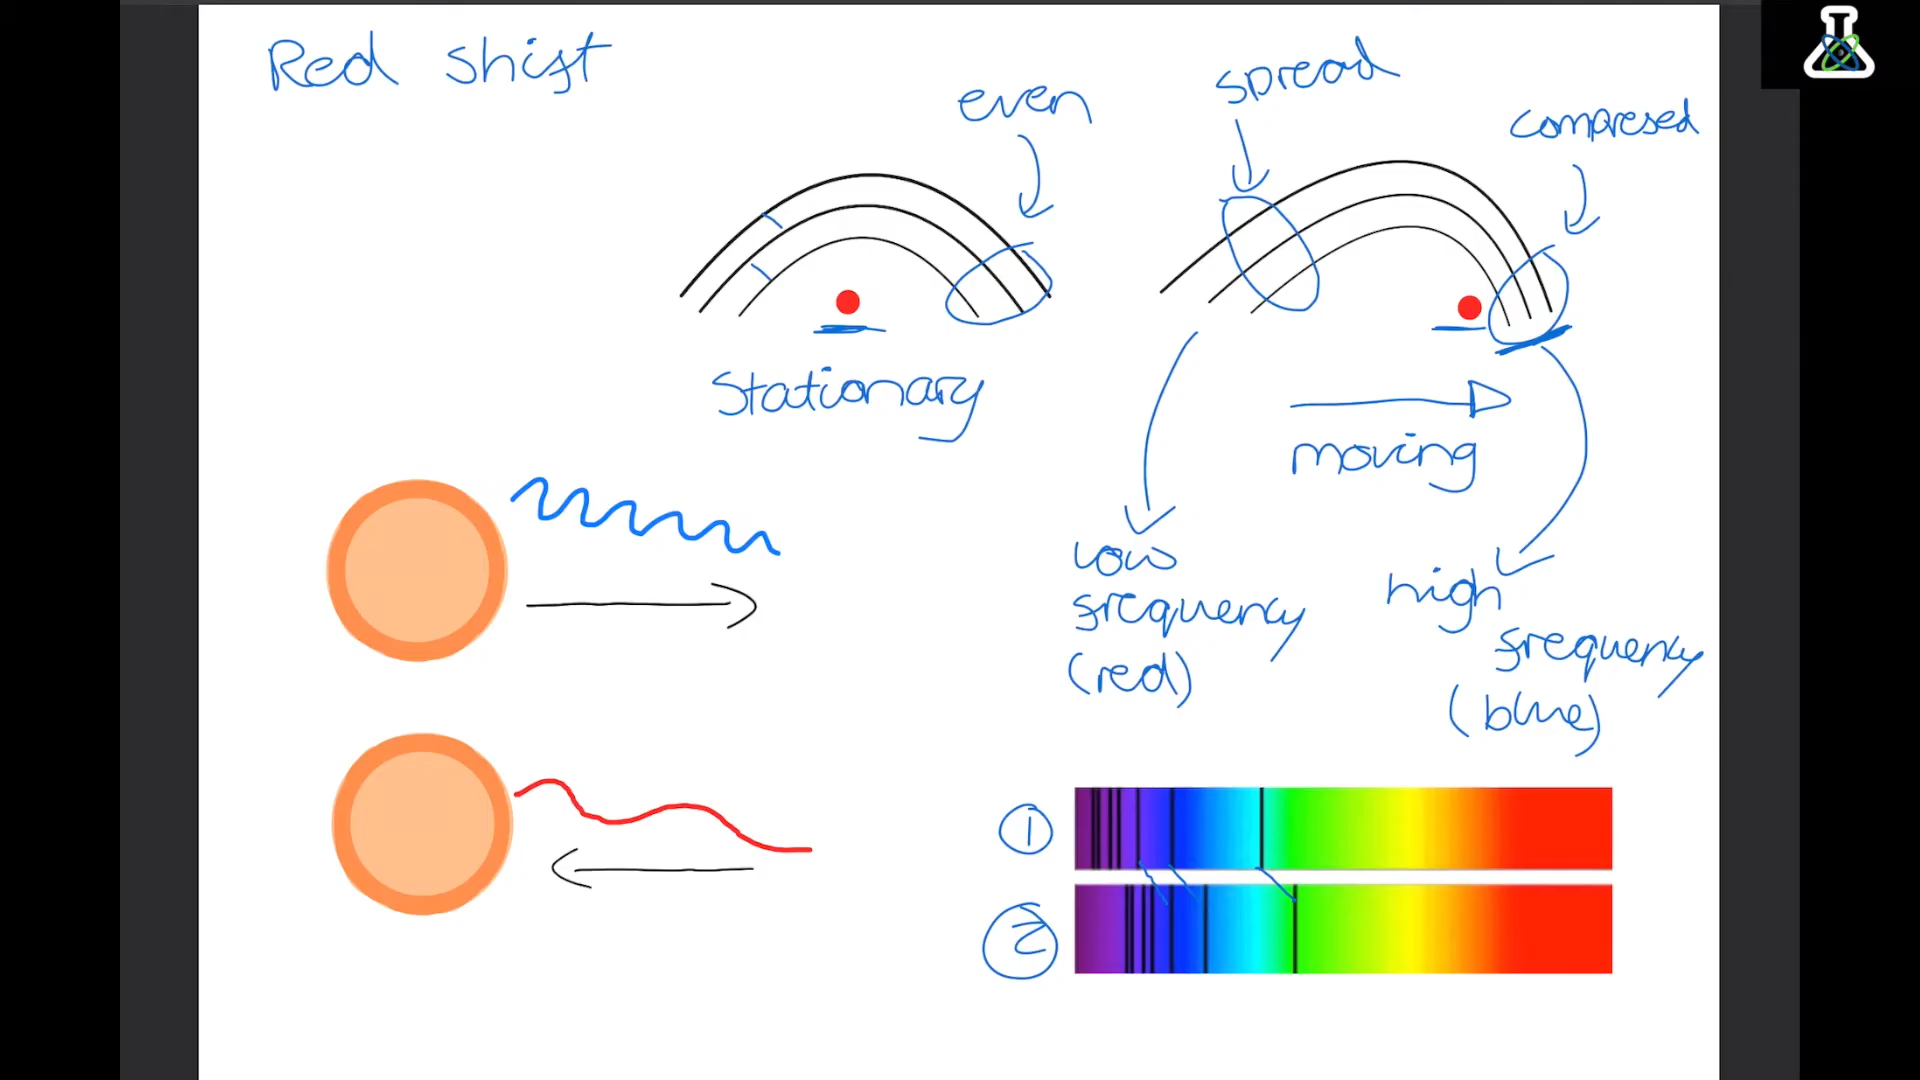 Red shift
even
spread
compresed
Stationary
moving
low
frequency
(red)
high
frequency
(blue)
1
2